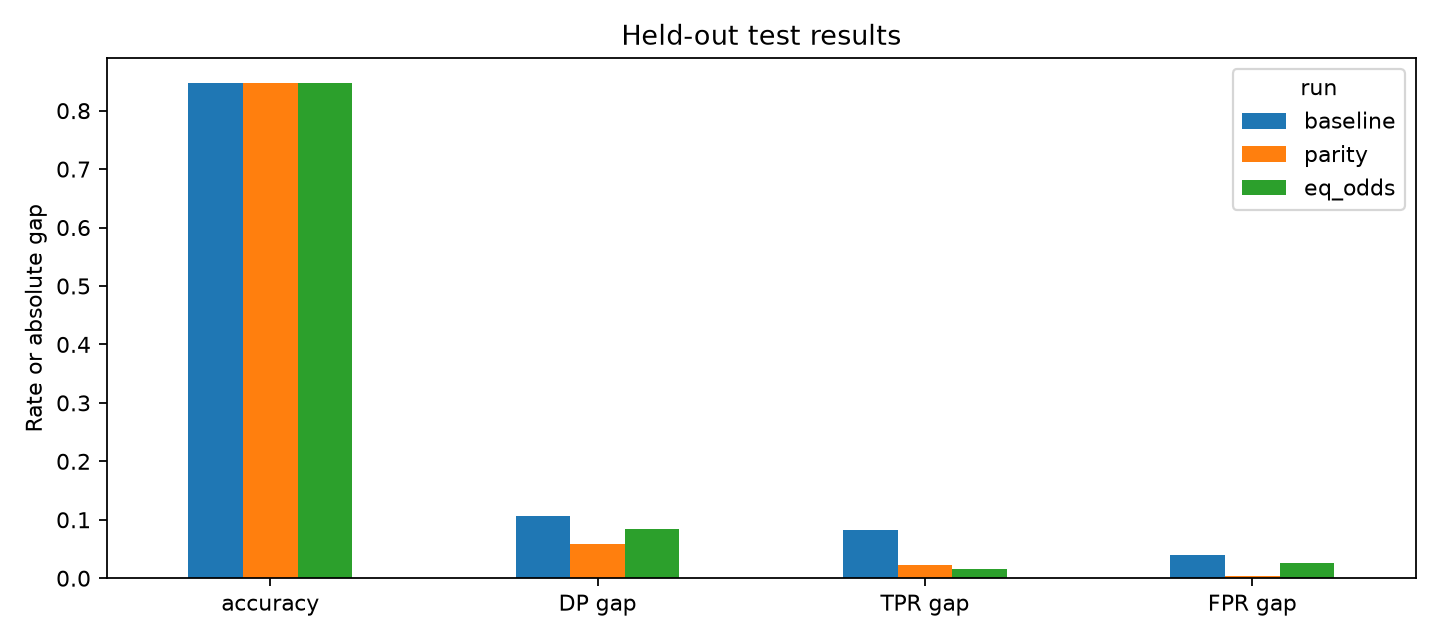 Held-out test results
Rate or absolute gap
0.8
0.7
0.6
0.5
0.4
0.3
0.2
0.1
0.0
run
baseline
parity
eq_odds
accuracy
DP gap
TPR gap
FPR gap